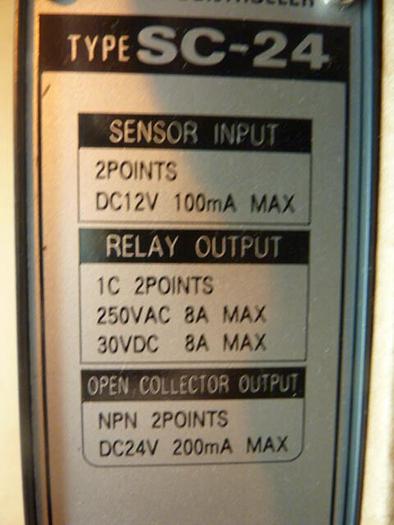 TYPE SC-24
SENSOR INPUT
2POINTS
DC12V 100mA MAX
RELAY OUTPUT
1C 2POINTS
250VAC 8A MAX
30VDC 8A MAX
OPEN COLLECTOR OUTPUT
NPN 2POINTS
DC24V 200mA MAX